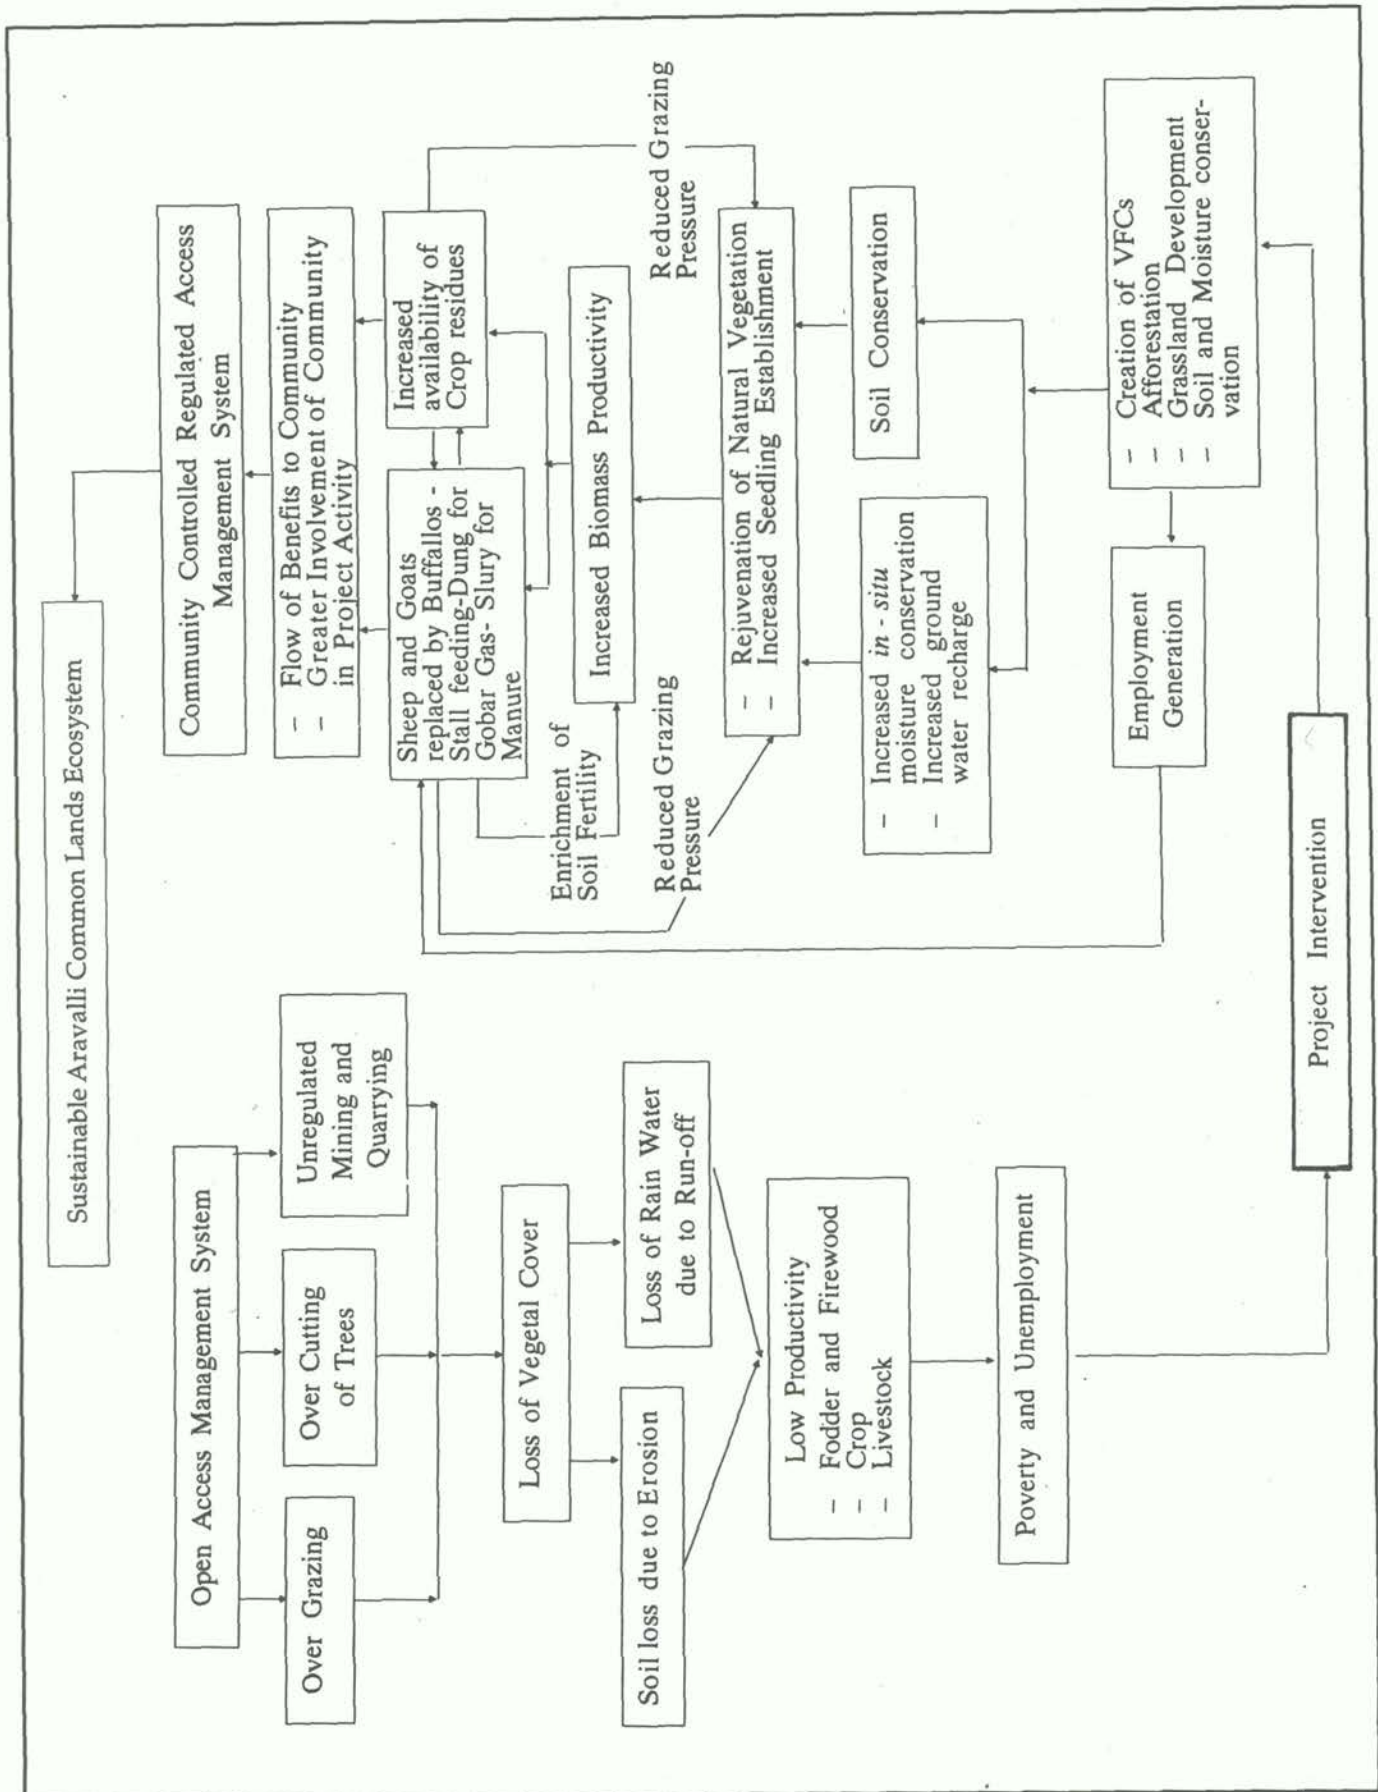 Sustainable Aravalli Common Lands Ecosystem
Open Access Management System
Over Grazing
Over Cutting
of Trees
Unregulated
Mining and
Quarrying
Loss of Vegetal Cover
Soil loss due to Erosion
Loss of Rain Water
due to Run-off
Low Productivity
– Fodder and Firewood
– Crop
– Livestock
Poverty and Unemployment
Project Intervention
Community Controlled Regulated Access
Management System
– Flow of Benefits to Community
– Greater Involvement of Community
in Project Activity
Sheep and Goats
replaced by Buffallos -
Stall feeding-Dung for
Gobar Gas- Slury for
Manure
Increased
availability of
Crop residues
Enrichment of
Soil Fertility
Increased Biomass Productivity
Reduced Grazing
Pressure
Reduced Grazing
Pressure
– Rejuvenation of Natural Vegetation
– Increased Seedling Establishment
– Increased in-situ
moisture conservation
– Increased ground
water recharge
Soil Conservation
Employment
Generation
– Creation of VFCs
– Afforestation
– Grassland Development
– Soil and Moisture conser-
vation